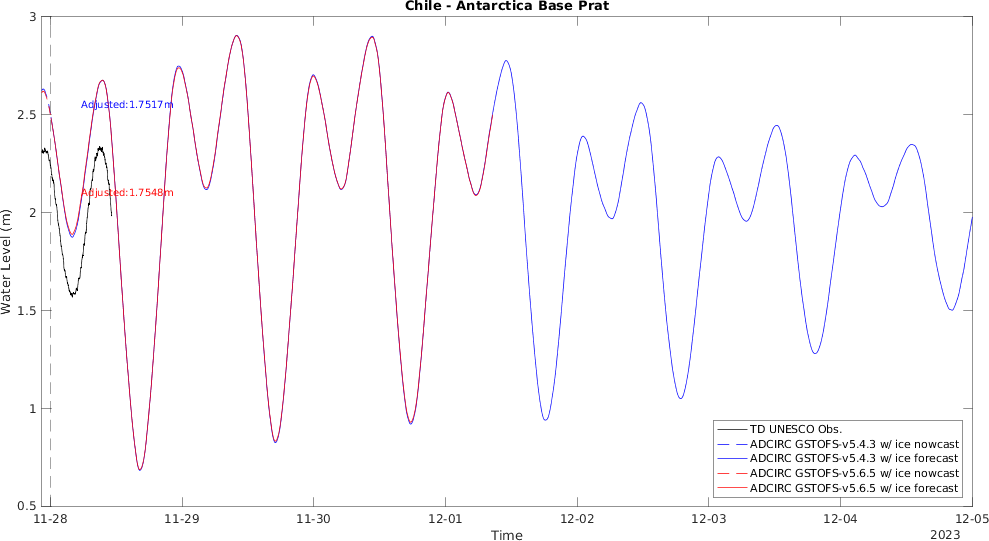 Chile - Antarctica Base Prat
3
2.5
2
1.5
1
0.5
Water Level (m)
Adjusted:1.7517m
Adjusted:1.7548m
TD UNESCO Obs.
ADCIRC GSTOFS-v5.4.3 w/ ice nowcast
ADCIRC GSTOFS-v5.4.3 w/ ice forecast
ADCIRC GSTOFS-v5.6.5 w/ ice nowcast
ADCIRC GSTOFS-v5.6.5 w/ ice forecast
11-28 11-29 11-30 12-01 12-02 12-03 12-04 12-05
Time
2023